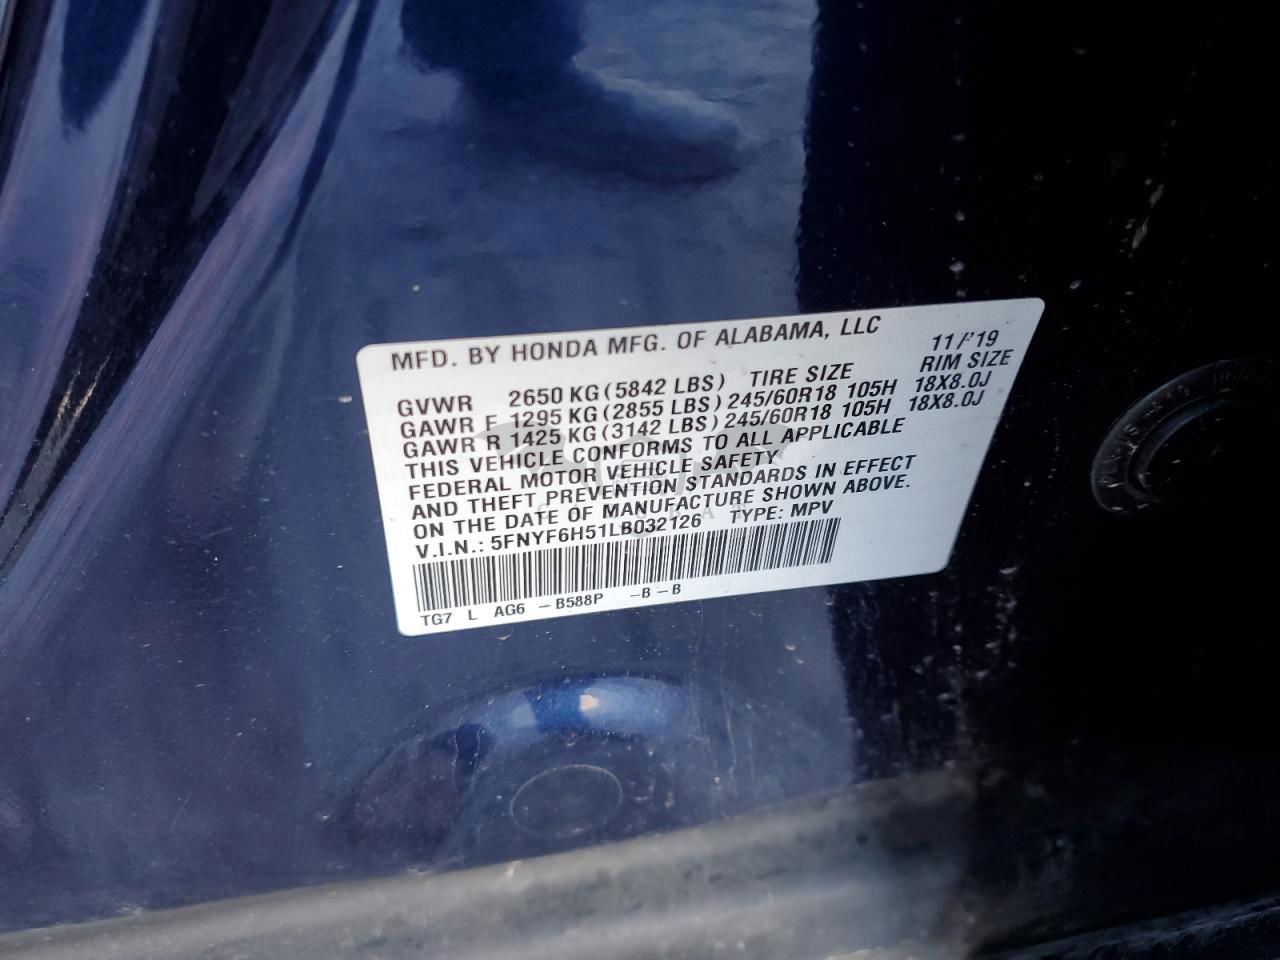 MFD. BY HONDA MFG. OF ALABAMA, LLC 11/'19
GVWR 2650 KG (5842 LBS) TIRE SIZE RIM SIZE
GAWR F 1295 KG (2855 LBS) 245/60R18 105H 18X8.0J
GAWR R 1425 KG (3142 LBS) 245/60R18 105H 18X8.0J
THIS VEHICLE CONFORMS TO ALL APPLICABLE
FEDERAL MOTOR VEHICLE SAFETY
AND THEFT PREVENTION STANDARDS IN EFFECT
ON THE DATE OF MANUFACTURE SHOWN ABOVE.
V.I.N.: 5FNYF6H51LB032126 TYPE: MPV
TG7 L AG6 -B588P -B-B